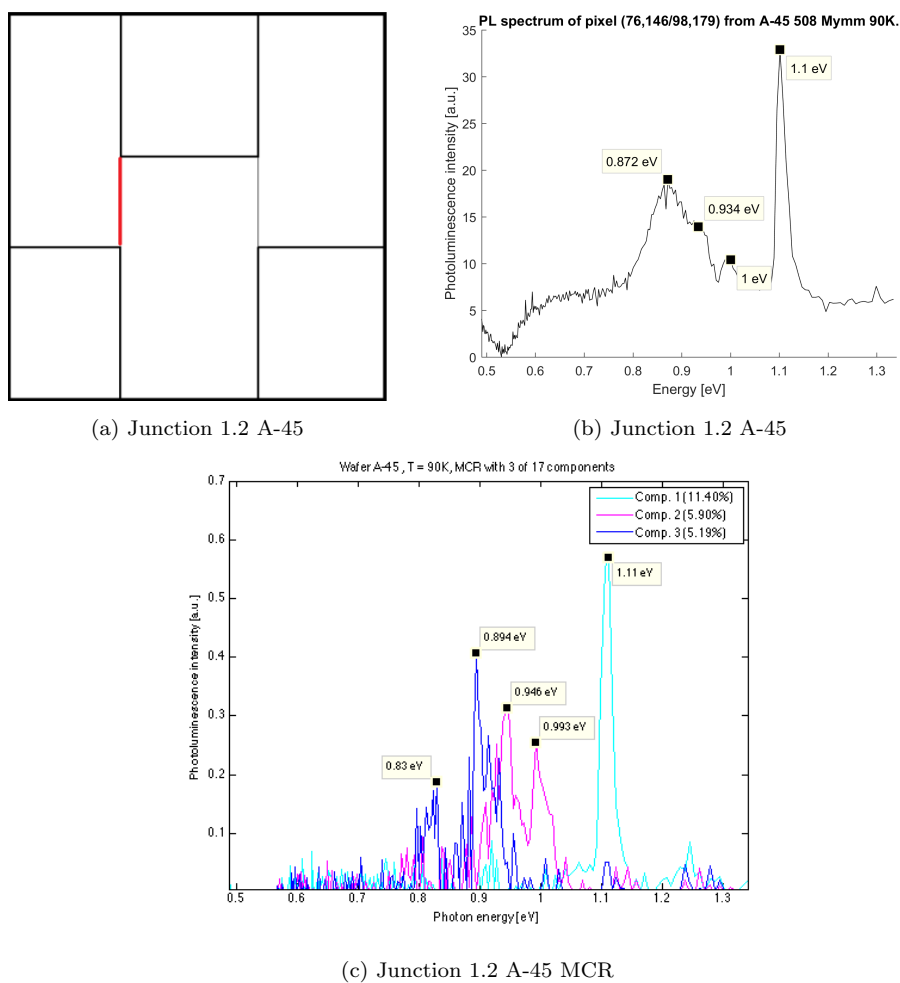 PL spectrum of pixel (76,146/98,179) from A-45 508 Mymm 90K.
35
30
25
20
15
10
5
0
Photoluminescence intensity [a.u.]
1.1 eV
0.872 eV
0.934 eV
1 eV
0.5 0.6 0.7 0.8 0.9 1 1.1 1.2 1.3
Energy [eV]
(a) Junction 1.2 A-45
(b) Junction 1.2 A-45
Wafer A-45 , T = 90K, MCR with 3 of 17 components
0.7
0.6
0.5
0.4
0.3
0.2
0.1
Photoluminescence intensity [a.u.]
Comp. 1 (11.40%)
Comp. 2 (5.90%)
Comp. 3 (5.19%)
1.11 eV
0.894 eV
0.946 eV
0.993 eV
0.83 eV
0.5 0.6 0.7 0.8 0.9 1 1.1 1.2 1.3
Photon energy [eV]
(c) Junction 1.2 A-45 MCR